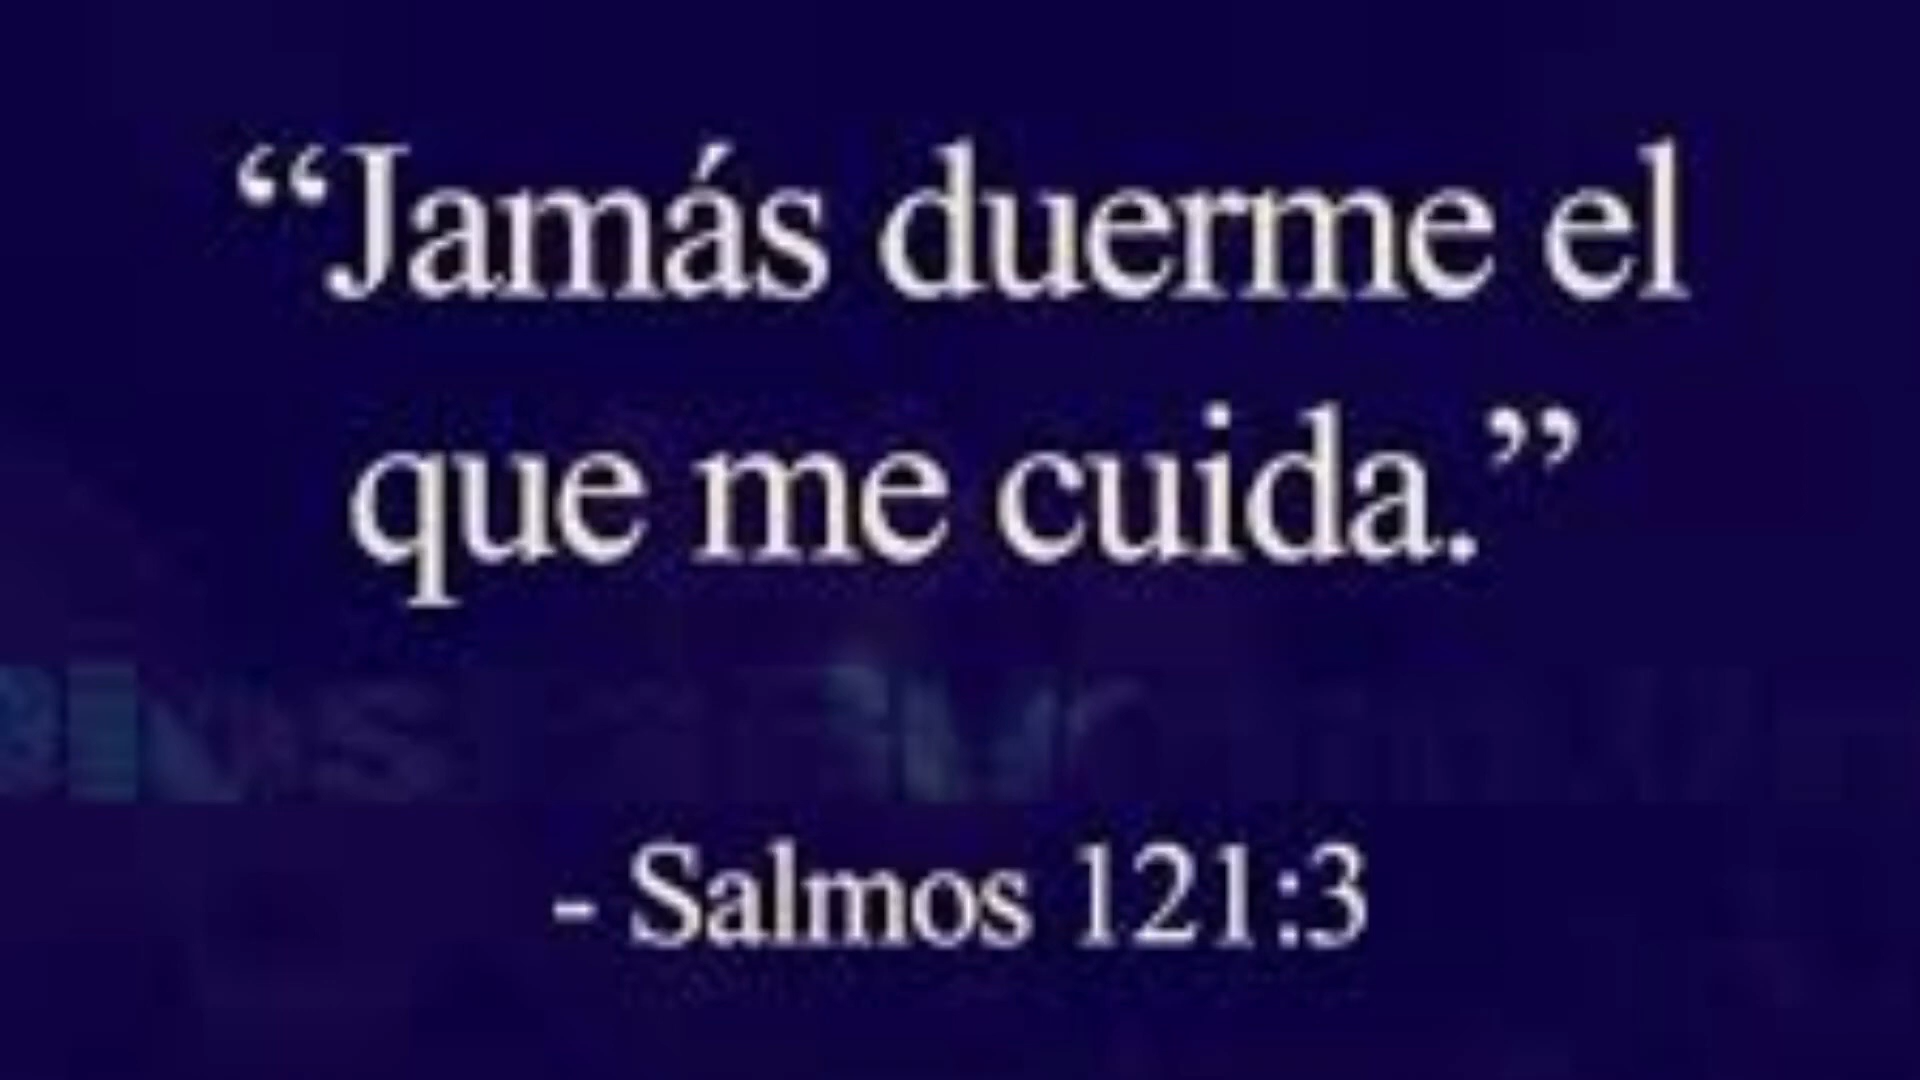 “Jamás duerme el
que me cuida.”
- Salmos 121:3